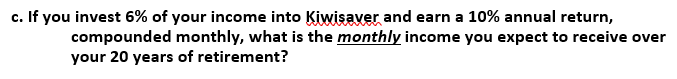 c. If you invest 6% of your income into Kiwisaver and earn a 10% annual return,
compounded monthly, what is the monthly income you expect to receive over
your 20 years of retirement?